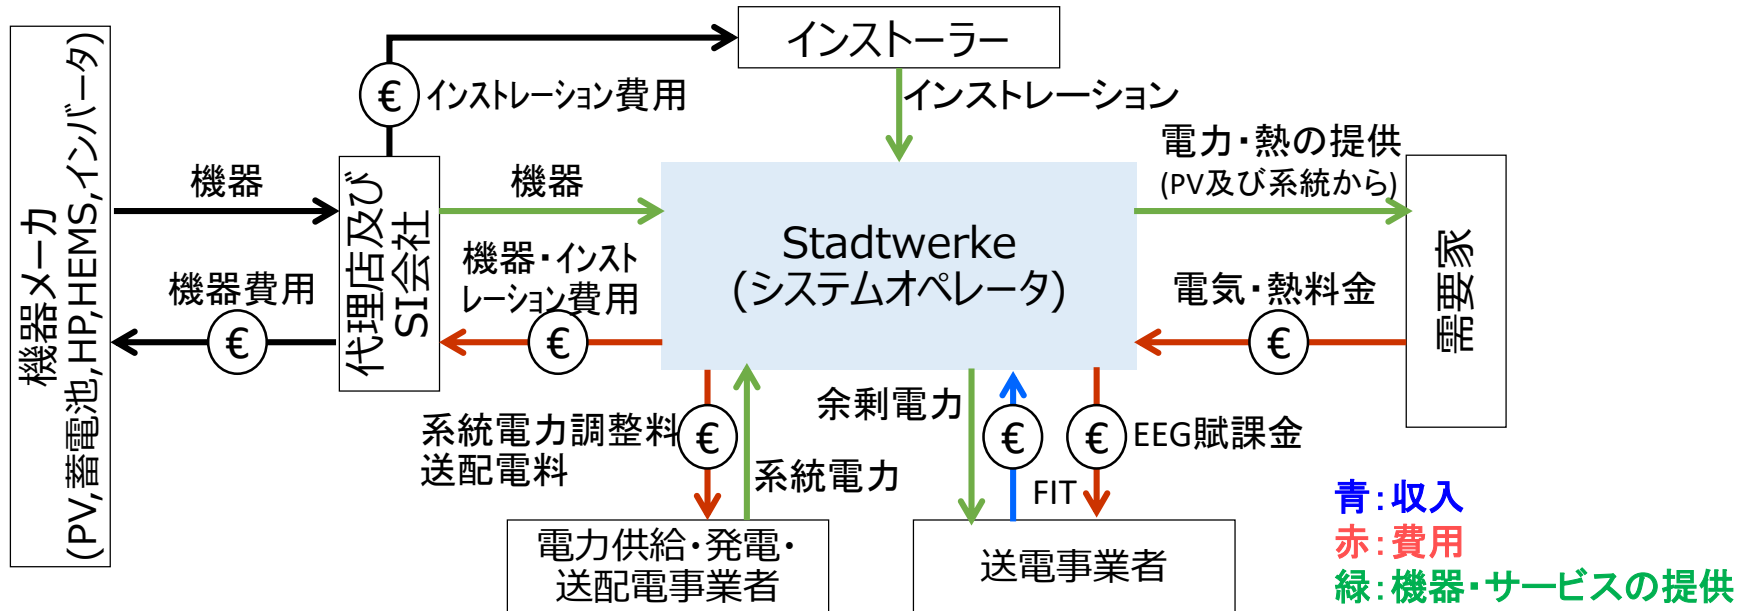 機器メーカ
(PV,蓄電池,HP,HEMS,インバータ)
機器
機器費用
€
代理店及び
SI会社
€
インストレーション費用
インストーラー
インストレーション
機器
機器・インスト
レーション費用
€
Stadtwerke
(システムオペレータ)
電力・熱の提供
(PV及び系統から)
電気・熱料金
€
需要家
系統電力調整料
送配電料
€
系統電力
余剰電力
€
FIT
€
EEG賦課金
電力供給・発電・
送配電事業者
送電事業者
青：収入
赤：費用
緑：機器・サービスの提供